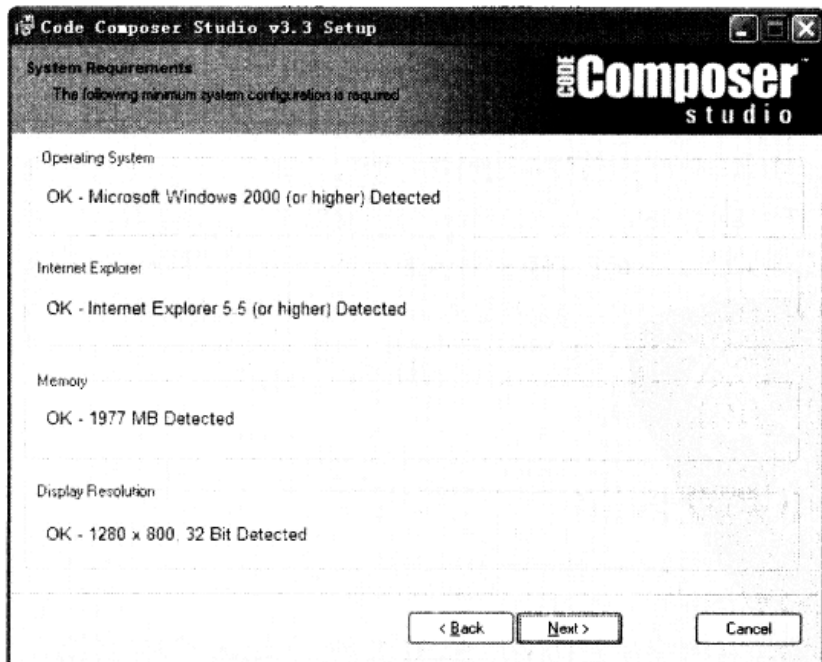 Code Composer Studio v3.3 Setup
System Requirements
The following minimum system configuration is required
CODE
Composer
studio
Operating System
OK - Microsoft Windows 2000 (or higher) Detected
Internet Explorer
OK - Internet Explorer 5.5 (or higher) Detected
Memory
OK - 1977 MB Detected
Display Resolution
OK - 1280 x 800, 32 Bit Detected
< Back
Next >
Cancel